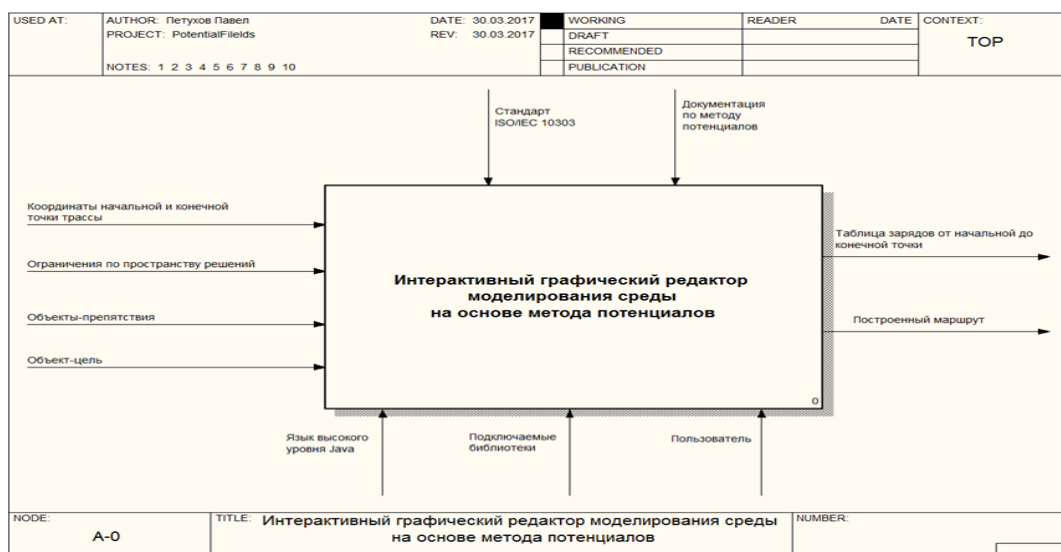 USED AT:
AUTHOR: Петухов Павел
DATE: 30.03.2017
WORKING
READER
DATE
CONTEXT:
PROJECT: PotentialFileIds
REV: 30.03.2017
DRAFT
TOP
RECOMMENDED
NOTES: 1 2 3 4 5 6 7 8 9 10
PUBLICATION
Стандарт
ISO/IEC 10303
Документация
по методу
потенциалов
Координаты начальной и конечной
точки трассы
Ограничения по пространству решений
Объекты-препятствия
Объект-цель
Интерактивный графический редактор
моделирования среды
на основе метода потенциалов
0
Таблица зарядов от начальной до
конечной точки
Построенный маршрут
Язык высокого
уровня Java
Подключаемые
библиотеки
Пользователь
NODE:
A-0
TITLE:
Интерактивный графический редактор моделирования среды
на основе метода потенциалов
NUMBER: